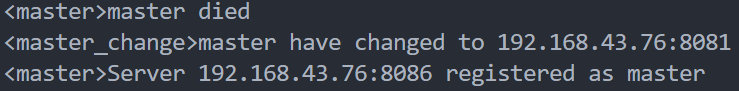 <master>master died
<master_change>master have changed to 192.168.43.76:8081
<master>Server 192.168.43.76:8086 registered as master